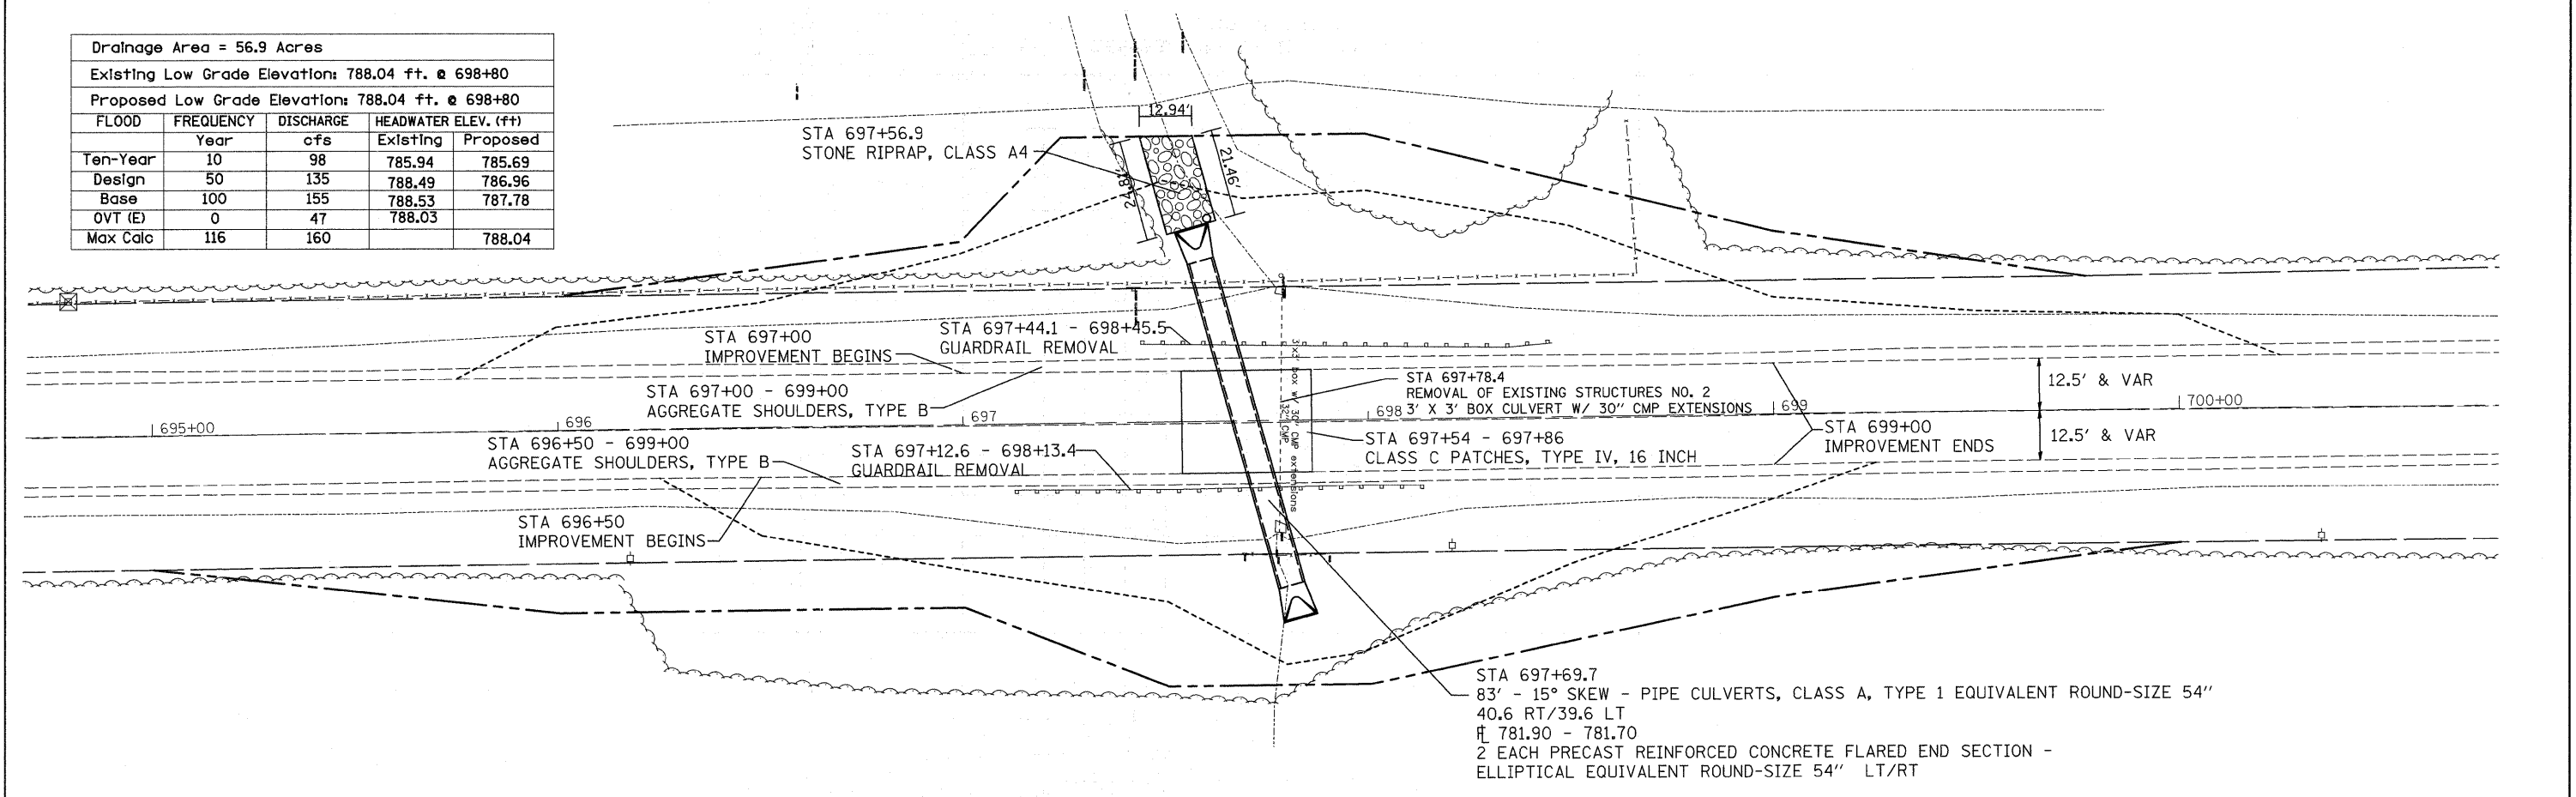 Drainage Area = 56.9 Acres
Existing Low Grade Elevation: 788.04 ft. @ 698+80
Proposed Low Grade Elevation: 788.04 ft. @ 698+80
FLOOD FREQUENCY DISCHARGE HEADWATER ELEV. (ft)
Year cfs Existing Proposed
Ten-Year 10 98 785.94 785.69
Design 50 135 788.49 786.96
Base 100 155 788.53 787.78
OVT (E) 0 47 788.03
Max Calc 116 160 788.04
12.94'
STA 697+56.9
STONE RIPRAP, CLASS A4
21.46'
24.81'
STA 697+44.1 - 698+45.5
GUARDRAIL REMOVAL
STA 697+00
IMPROVEMENT BEGINS
STA 697+00 - 699+00
AGGREGATE SHOULDERS, TYPE B
STA 697+78.4
REMOVAL OF EXISTING STRUCTURES NO. 2
3' X 3' BOX CULVERT W/ 30" CMP EXTENSIONS
3'x3' box w/ 30" CMP extensions
32" CMP
12.5' & VAR
12.5' & VAR
695+00
696
697
698
699
700+00
STA 696+50 - 699+00
AGGREGATE SHOULDERS, TYPE B
STA 697+12.6 - 698+13.4
GUARDRAIL REMOVAL
STA 697+54 - 697+86
CLASS C PATCHES, TYPE IV, 16 INCH
STA 699+00
IMPROVEMENT ENDS
STA 696+50
IMPROVEMENT BEGINS
STA 697+69.7
83' - 15° SKEW - PIPE CULVERTS, CLASS A, TYPE 1 EQUIVALENT ROUND-SIZE 54"
40.6 RT/39.6 LT
FL 781.90 - 781.70
2 EACH PRECAST REINFORCED CONCRETE FLARED END SECTION -
ELLIPTICAL EQUIVALENT ROUND-SIZE 54" LT/RT